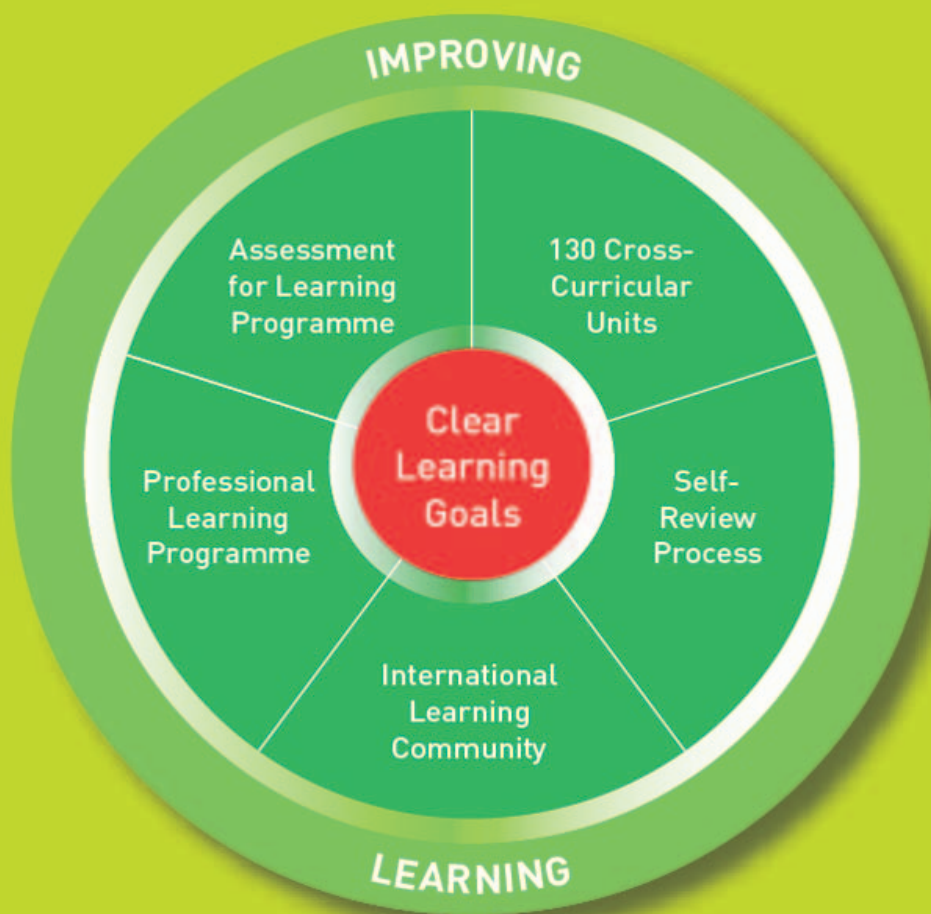 IMPROVING
Assessment
for Learning
Programme
130 Cross-
Curricular
Units
Clear
Learning
Goals
Professional
Learning
Programme
Self-
Review
Process
International
Learning
Community
LEARNING